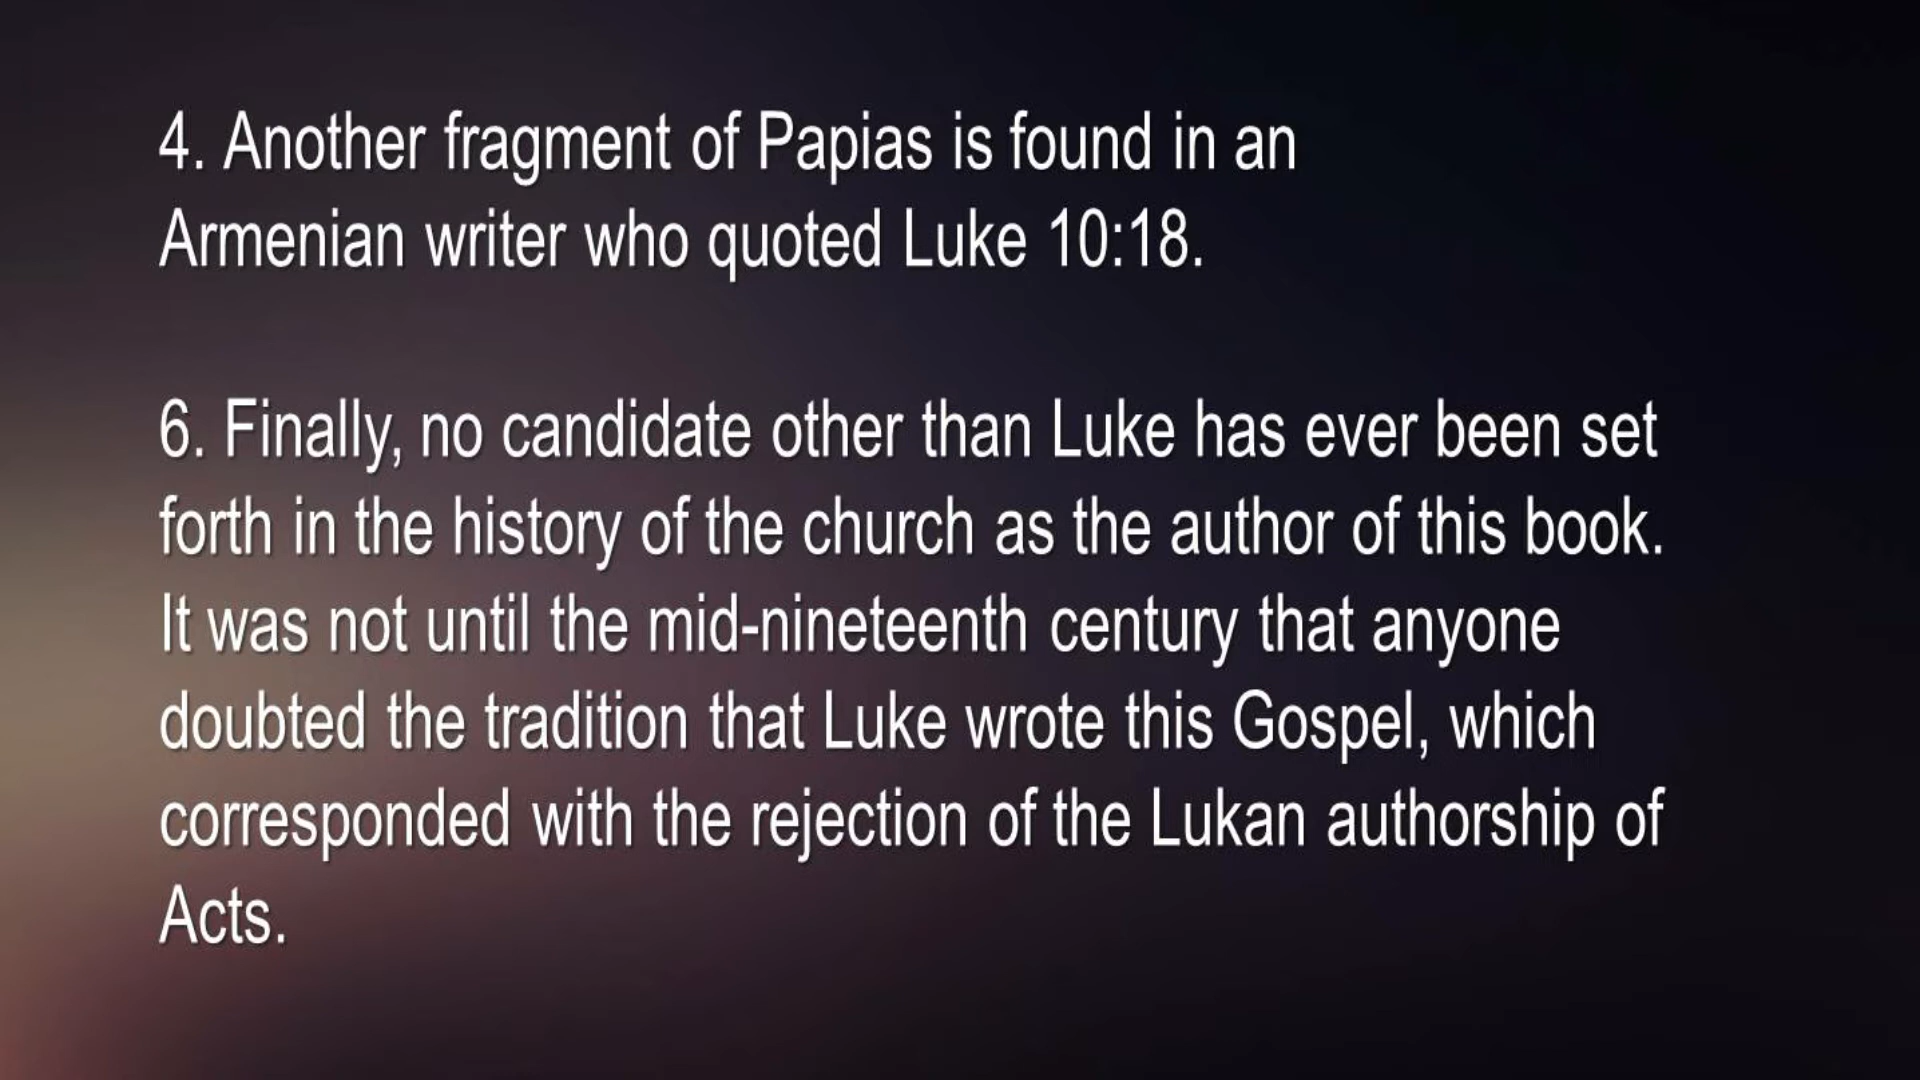 4. Another fragment of Papias is found in an
Armenian writer who quoted Luke 10:18.
6. Finally, no candidate other than Luke has ever been set
forth in the history of the church as the author of this book.
It was not until the mid-nineteenth century that anyone
doubted the tradition that Luke wrote this Gospel, which
corresponded with the rejection of the Lukan authorship of
Acts.